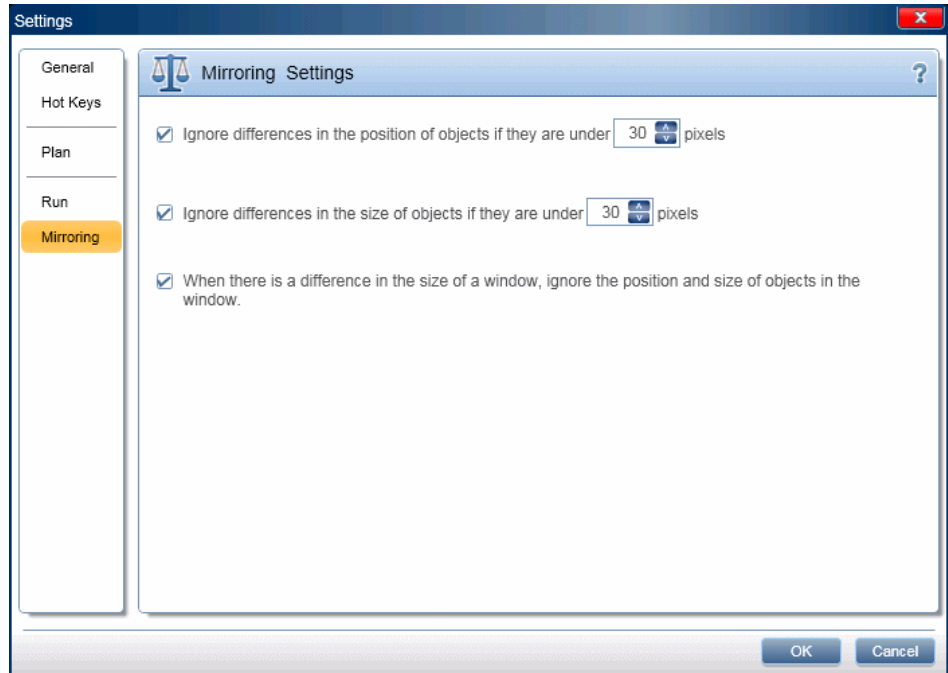 Settings
General
Hot Keys
Plan
Run
Mirroring
Mirroring Settings
?
Ignore differences in the position of objects if they are under 30 pixels
Ignore differences in the size of objects if they are under 30 pixels
When there is a difference in the size of a window, ignore the position and size of objects in the
window.
OK
Cancel